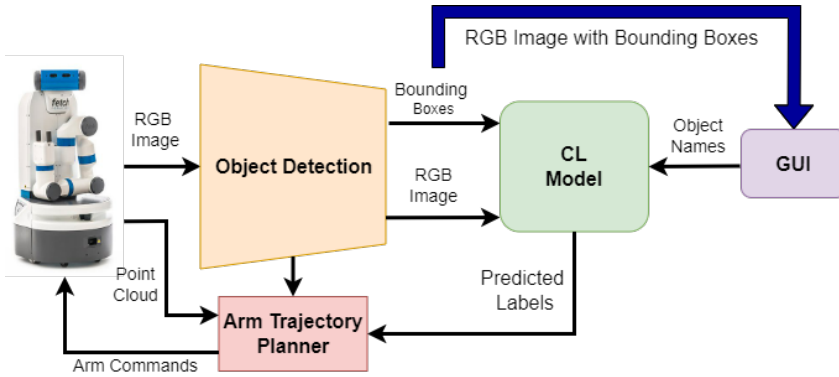 RGB Image with Bounding Boxes
fetch
RGB
Image
Object Detection
Bounding
Boxes
RGB
Image
CL
Model
Object
Names
GUI
Point
Cloud
Predicted
Labels
Arm Trajectory
Planner
Arm Commands